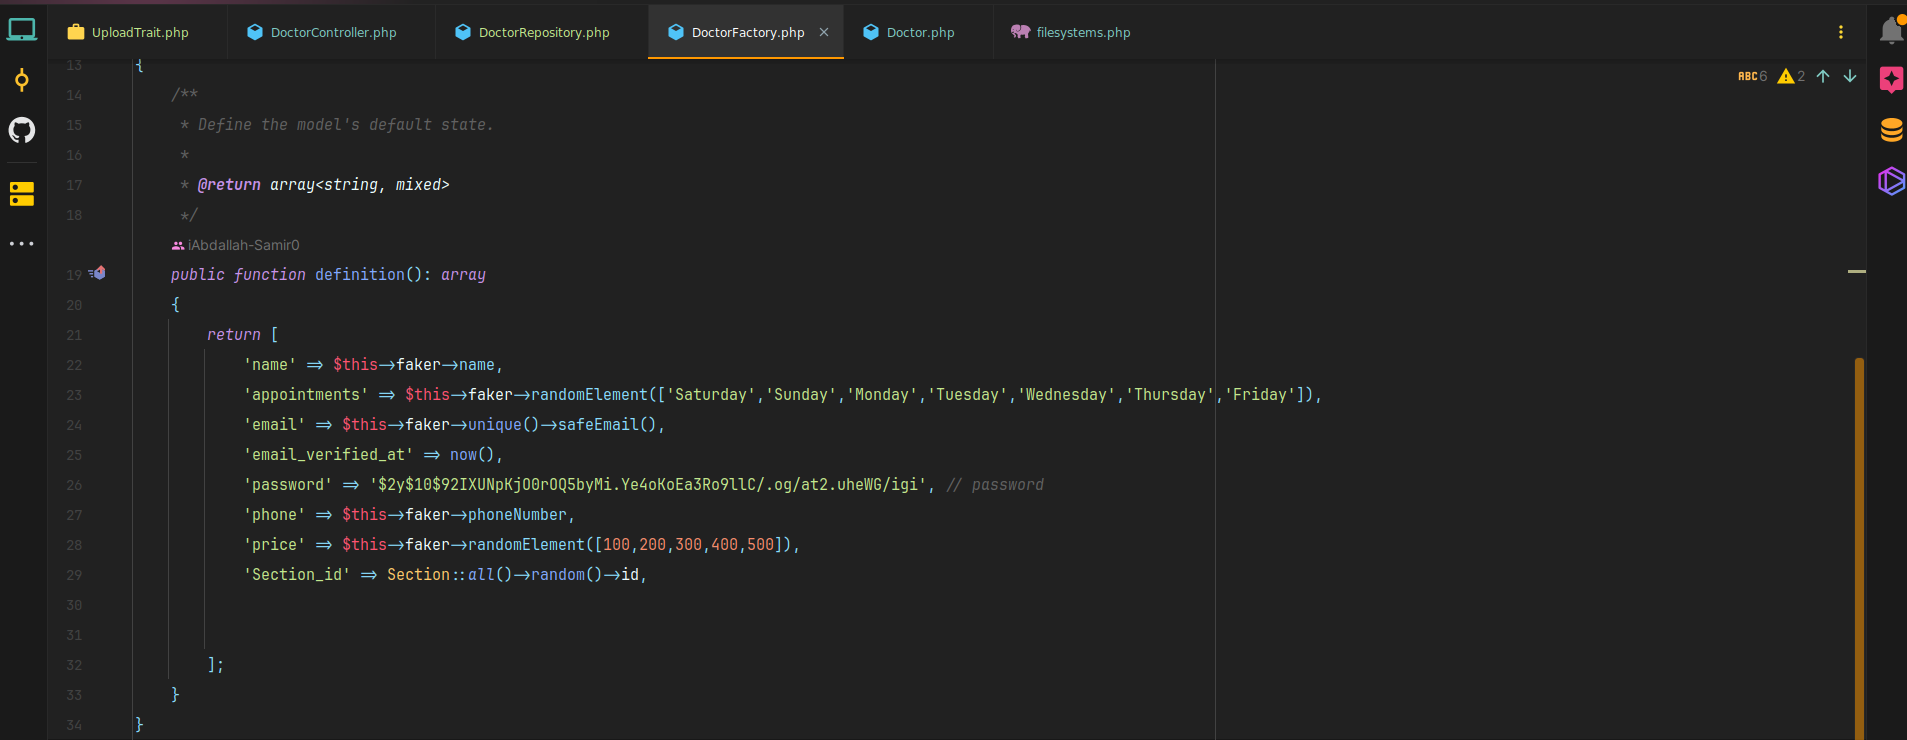 UploadTrait.php DoctorController.php DoctorRepository.php DoctorFactory.php Doctor.php filesystems.php
ABC 6 2
13 {
14 /**
15 * Define the model's default state.
16 *
17 * @return array<string, mixed>
18 */
iAbdallah-Samir0
19 public function definition(): array
20 {
21 return [
22 'name' => $this->faker->name,
23 'appointments' => $this->faker->randomElement(['Saturday','Sunday','Monday','Tuesday','Wednesday','Thursday','Friday']),
24 'email' => $this->faker->unique()->safeEmail(),
25 'email_verified_at' => now(),
26 'password' => '$2y$10$92IXUNpKjO0rOQ5byMi.Ye4oKoEa3Ro9llC/.og/at2.uheWG/igi', // password
27 'phone' => $this->faker->phoneNumber,
28 'price' => $this->faker->randomElement([100,200,300,400,500]),
29 'Section_id' => Section::all()->random()->id,
30
31
32 ];
33 }
34 }